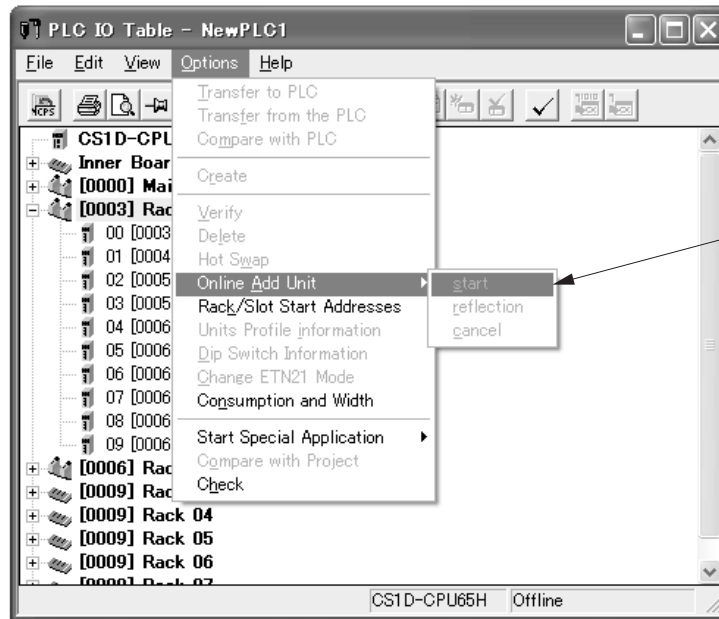 PLC IO Table - NewPLC1
File Edit View Options Help
CPS
Transfer to PLC
Transfer from the PLC
Compare with PLC
Create
Verify
Delete
Hot Swap
Online Add Unit
Rack/Slot Start Addresses
Units Profile information
Dip Switch Information
Change ETN21 Mode
Consumption and Width
Start Special Application
Compare with Project
Check
start
reflection
cancel
CS1D-CPU
Inner Boar
[0000] Mai
[0003] Rac
00 [0003
01 [0004
02 [0005
03 [0005
04 [0006
05 [0006
06 [0006
07 [0006
08 [0006
09 [0006
[0006] Rac
[0009] Rac
[0009] Rack 04
[0009] Rack 05
[0009] Rack 06
[0009] Rack 07
CS1D-CPU65H Offline